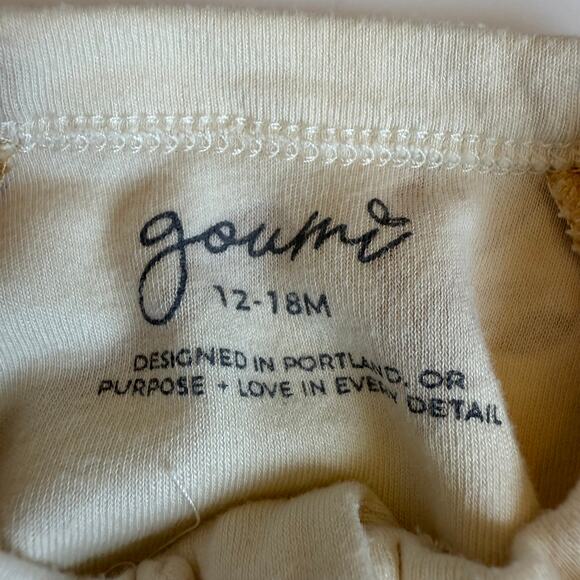 goumi
12-18M
DESIGNED IN PORTLAND, OR
PURPOSE + LOVE IN EVERY DETAIL